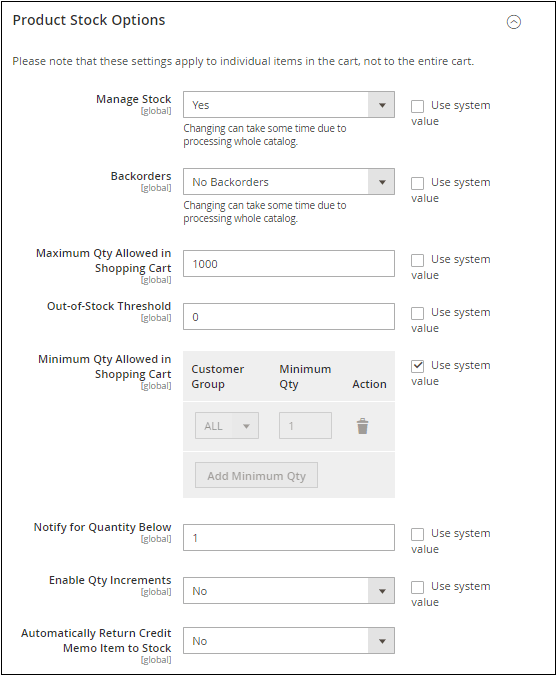 Product Stock Options
Please note that these settings apply to individual items in the cart, not to the entire cart.
Manage Stock
[global]
Yes
Use system
value
Changing can take some time due to
processing whole catalog.
Backorders
[global]
No Backorders
Use system
value
Changing can take some time due to
processing whole catalog.
Maximum Qty Allowed in
Shopping Cart
[global]
1000
Use system
value
Out-of-Stock Threshold
[global]
0
Use system
value
Minimum Qty Allowed in
Shopping Cart
[global]
Customer
Group
Minimum
Qty
Action
ALL
1
Add Minimum Qty
Use system
value
Notify for Quantity Below
[global]
1
Use system
value
Enable Qty Increments
[global]
No
Use system
value
Automatically Return Credit
Memo Item to Stock
[global]
No